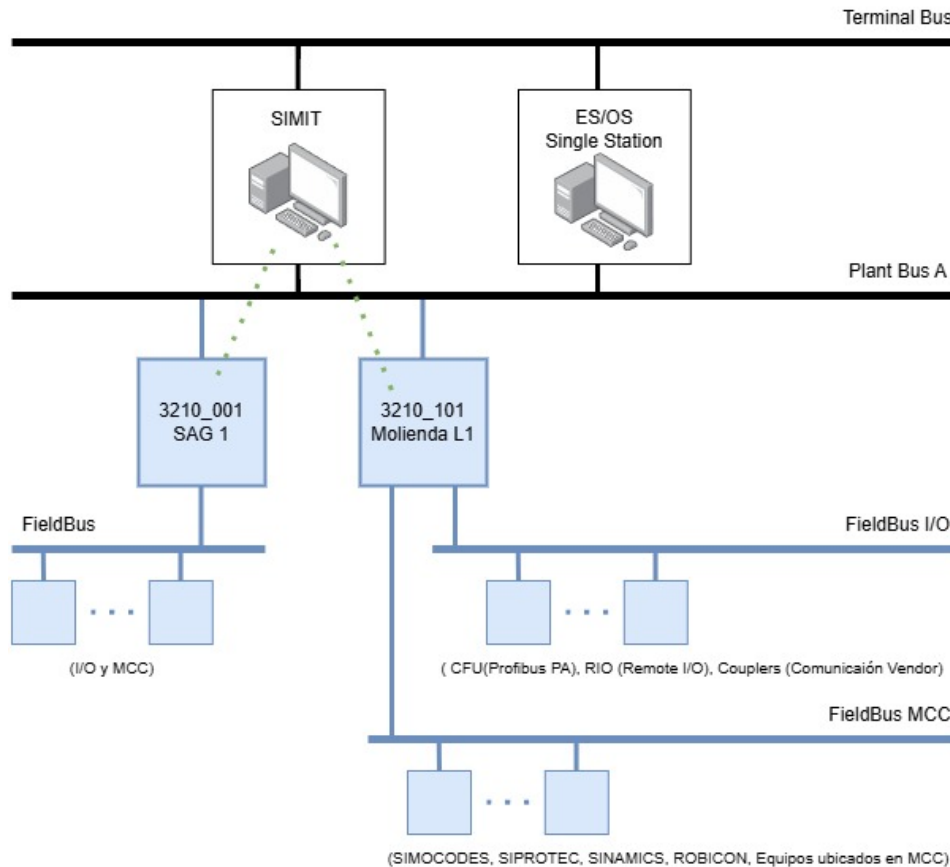 Terminal Bus
SIMIT
ES/OS
Single Station
Plant Bus A
3210_001
SAG 1
3210_101
Molienda L1
FieldBus
FieldBus I/O
(I/O y MCC)
( CFU(Profibus PA), RIO (Remote I/O), Couplers (Comunicaión Vendor)
FieldBus MCC
(SIMOCODES, SIPROTEC, SINAMICS, ROBICON, Equipos ubicados en MCC)